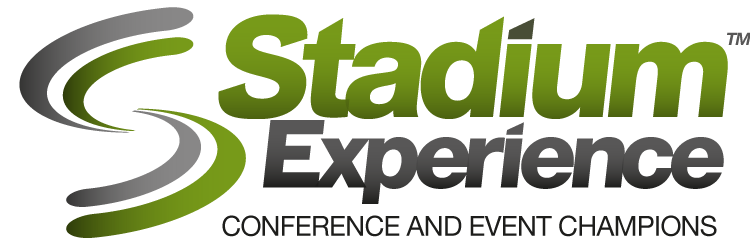 Stadium™
Experience
CONFERENCE AND EVENT CHAMPIONS